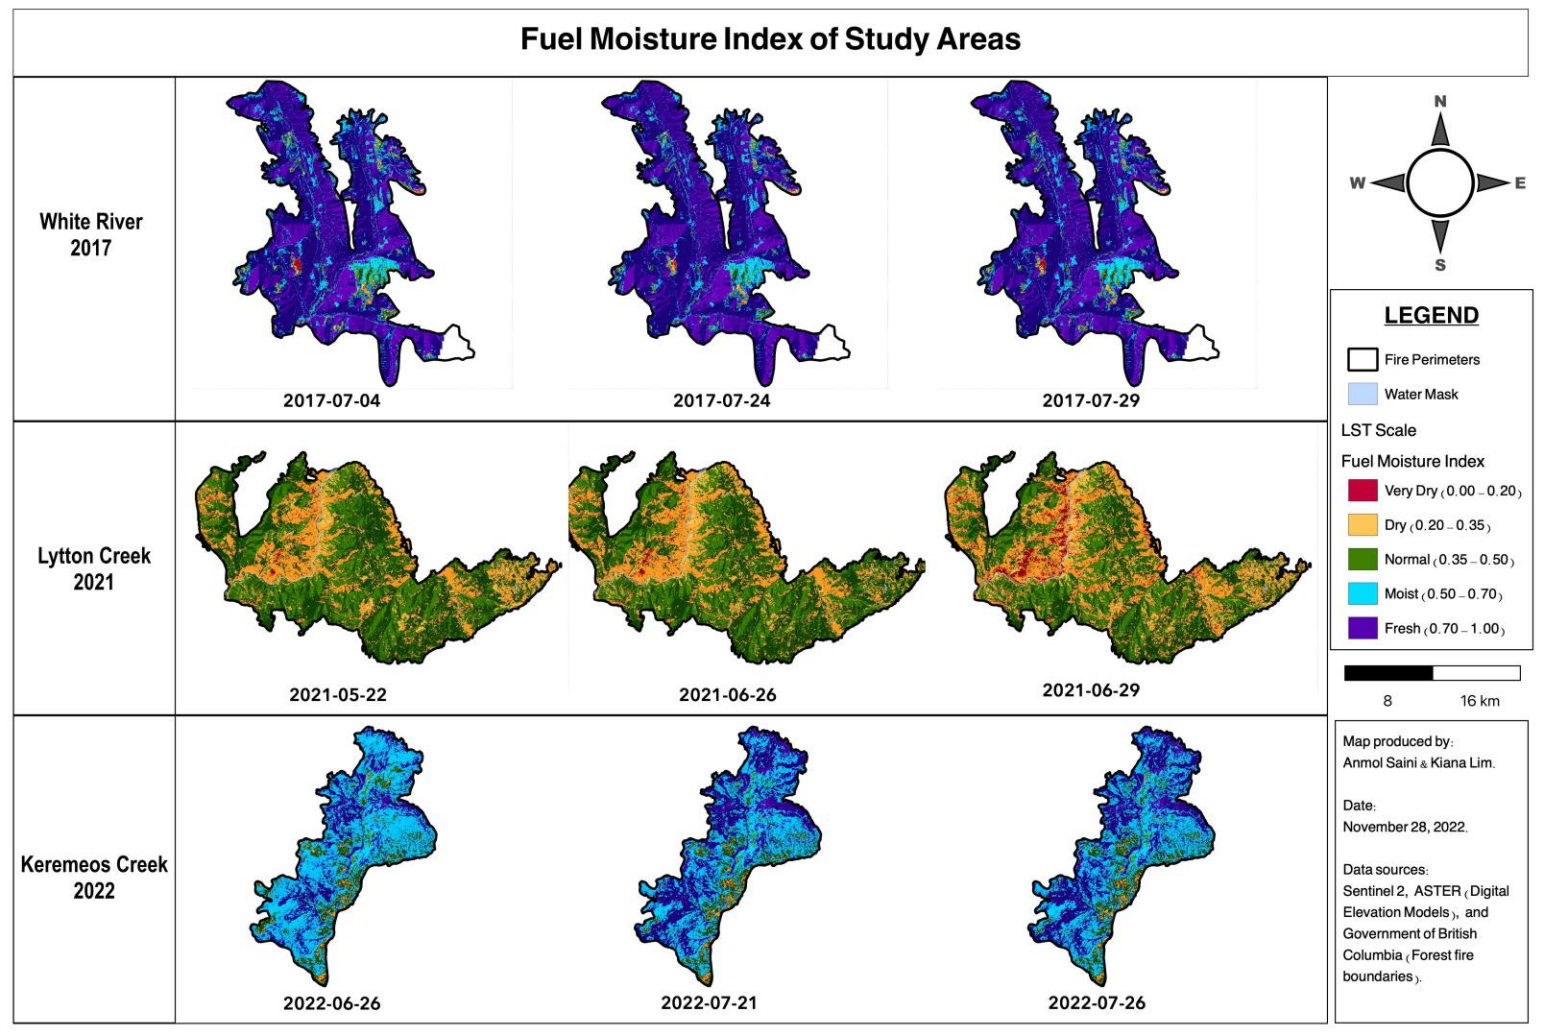 Fuel Moisture Index of Study Areas
White River
2017
2017-07-04
2017-07-24
2017-07-29
Lytton Creek
2021
2021-05-22
2021-06-26
2021-06-29
Keremeos Creek
2022
2022-06-26
2022-07-21
2022-07-26
N
W
E
S
LEGEND
Fire Perimeters
Water Mask
LST Scale
Fuel Moisture Index
Very Dry (0.00 – 0.20)
Dry (0.20 – 0.35)
Normal (0.35 – 0.50)
Moist (0.50 – 0.70)
Fresh (0.70 – 1.00)
8 16 km
Map produced by:
Anmol Saini & Kiana Lim.
Date:
November 28, 2022.
Data sources:
Sentinel 2, ASTER (Digital
Elevation Models), and
Government of British
Columbia (Forest fire
boundaries).